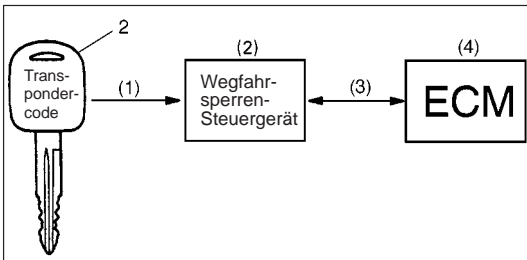 2
Trans-
ponder-
code
(1)
(2)
Wegfahr-
sperren-
Steuergerät
(3)
(4)
ECM